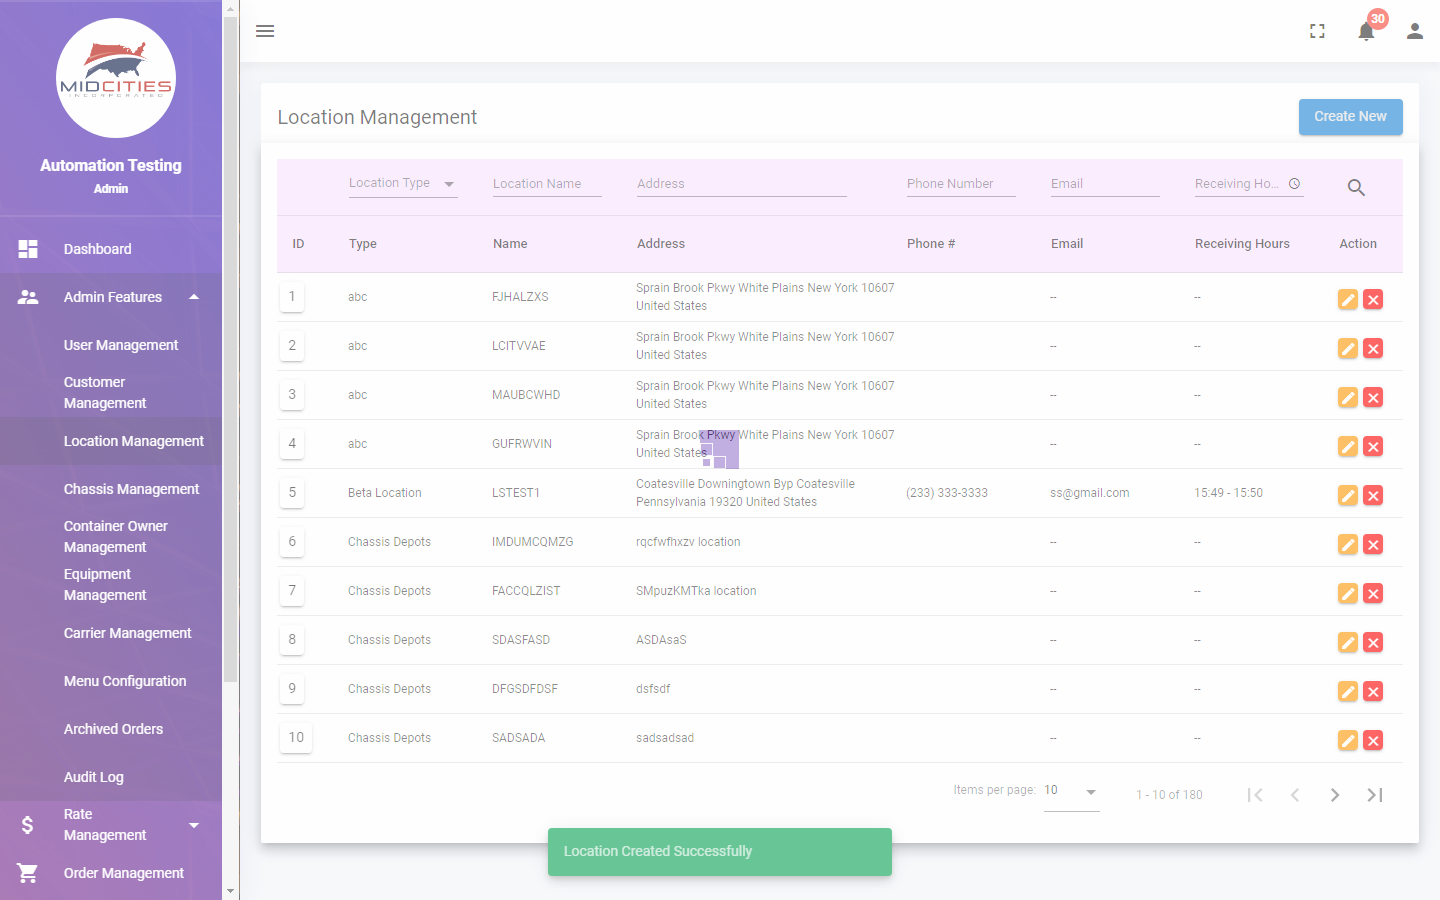 MIDCITIES
INCORPORATED
Automation Testing
Admin
Dashboard
Admin Features
User Management
Customer
Management
Location Management
Chassis Management
Container Owner
Management
Equipment
Management
Carrier Management
Menu Configuration
Archived Orders
Audit Log
Rate
Management
Order Management
30
Location Management
Create New
Location Type Location Name Address Phone Number Email Receiving Ho...
ID Type Name Address Phone # Email Receiving Hours Action
1 abc FJHALZXS Sprain Brook Pkwy White Plains New York 10607 -- --
United States
2 abc LCITVVAE Sprain Brook Pkwy White Plains New York 10607 -- --
United States
3 abc MAUBCWHD Sprain Brook Pkwy White Plains New York 10607 -- --
United States
4 abc GUFRWVIN Sprain Brook Pkwy White Plains New York 10607 -- --
United States
5 Beta Location LSTEST1 Coatesville Downingtown Byp Coatesville (233) 333-3333 ss@gmail.com 15:49 - 15:50
Pennsylvania 19320 United States
6 Chassis Depots IMDUMCQMZG rqcfwfhxzv location -- --
7 Chassis Depots FACCQLZIST SMpuzKMTka location -- --
8 Chassis Depots SDASFASD ASDAsaS -- --
9 Chassis Depots DFGSDFDSF dsfsdf -- --
10 Chassis Depots SADSADA sadsadsad -- --
Items per page: 10 1 - 10 of 180
Location Created Successfully